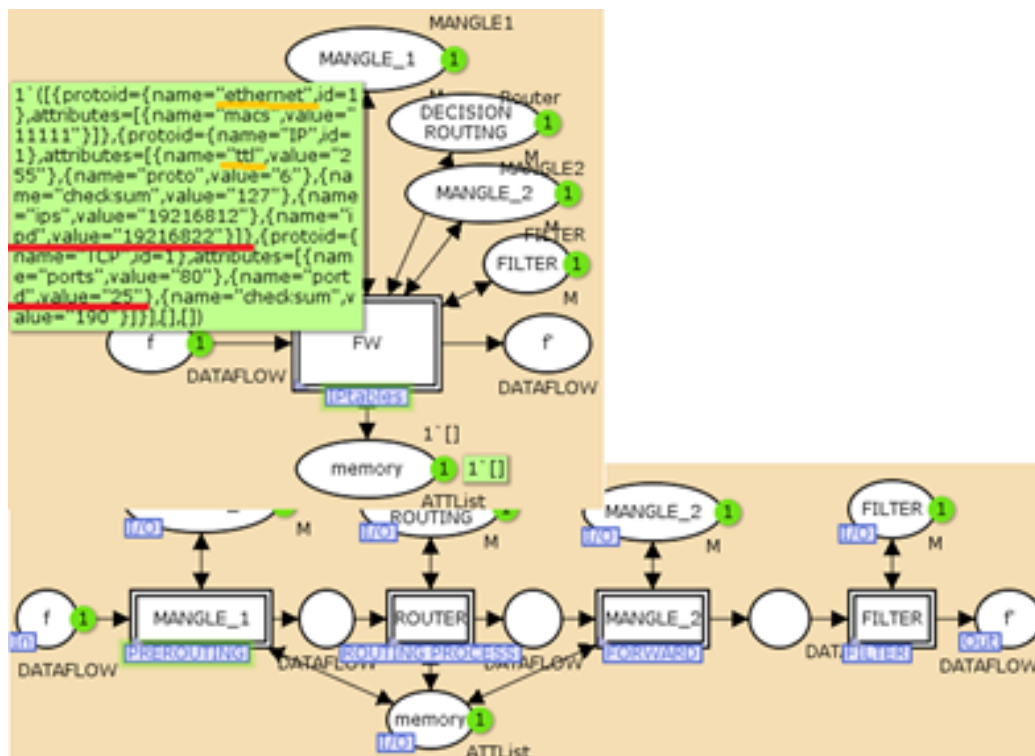 MANGLE1
MANGLE_1
1
1`([{protoid={name="ethernet",id=1
},attributes=[{name="macs",value="
11111"}]},{protoid={name="IP",id=
1},attributes=[{name="ttl",value="2
55"},{name="proto",value="6"},{na
me="checksum",value="127"},{name
="ips",value="19216812"},{name="i
pd",value="19216822"}]},{protoid={
name="TCP",id=1},attributes=[{nam
e="ports",value="80"},{name="port
d",value="25"},{name="checksum",v
alue="190"}]}],[],[])
Router
DECISION
ROUTING
1
M
MANGLE2
MANGLE_2
1
M
FILTER
FILTER
1
M
f
1
DATAFLOW
FW
IPtables
f'
DATAFLOW
1`[]
memory
1
1`[]
ATTList
I/O
M
ROUTING
I/O
M
MANGLE_2
1
I/O
M
FILTER
1
I/O
M
f
1
In
DATAFLOW
MANGLE_1
PREROUTING
DATAFLOW
ROUTER
ROUTING PROCESS
DATAFLOW
MANGLE_2
FORWARD
FILTER
FILTER
f'
Out
DATAFLOW
memory
1
I/O
ATTList